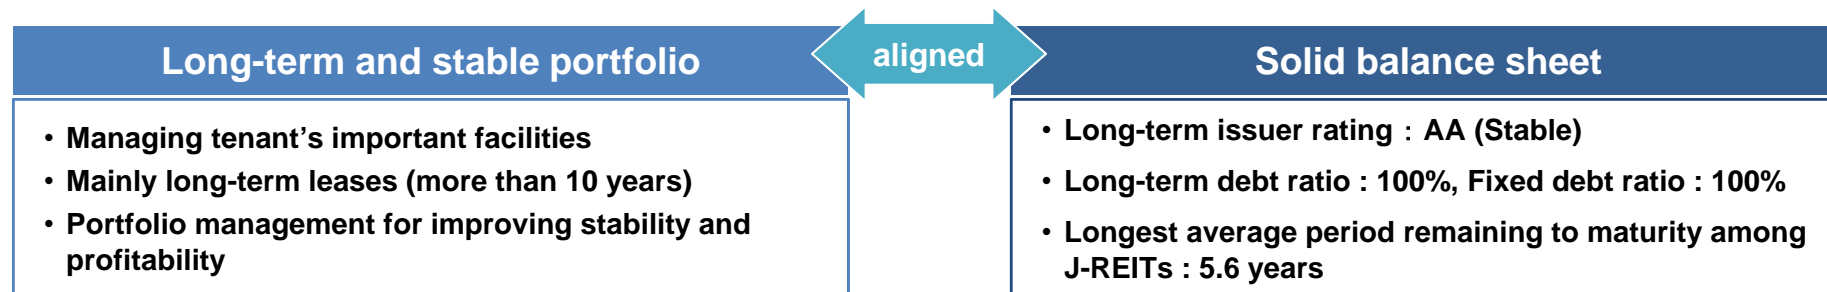 Long-term and stable portfolio
aligned
Solid balance sheet
• Managing tenant’s important facilities
• Mainly long-term leases (more than 10 years)
• Portfolio management for improving stability and
profitability
• Long-term issuer rating：AA (Stable)
• Long-term debt ratio : 100%, Fixed debt ratio : 100%
• Longest average period remaining to maturity among
J-REITs : 5.6 years